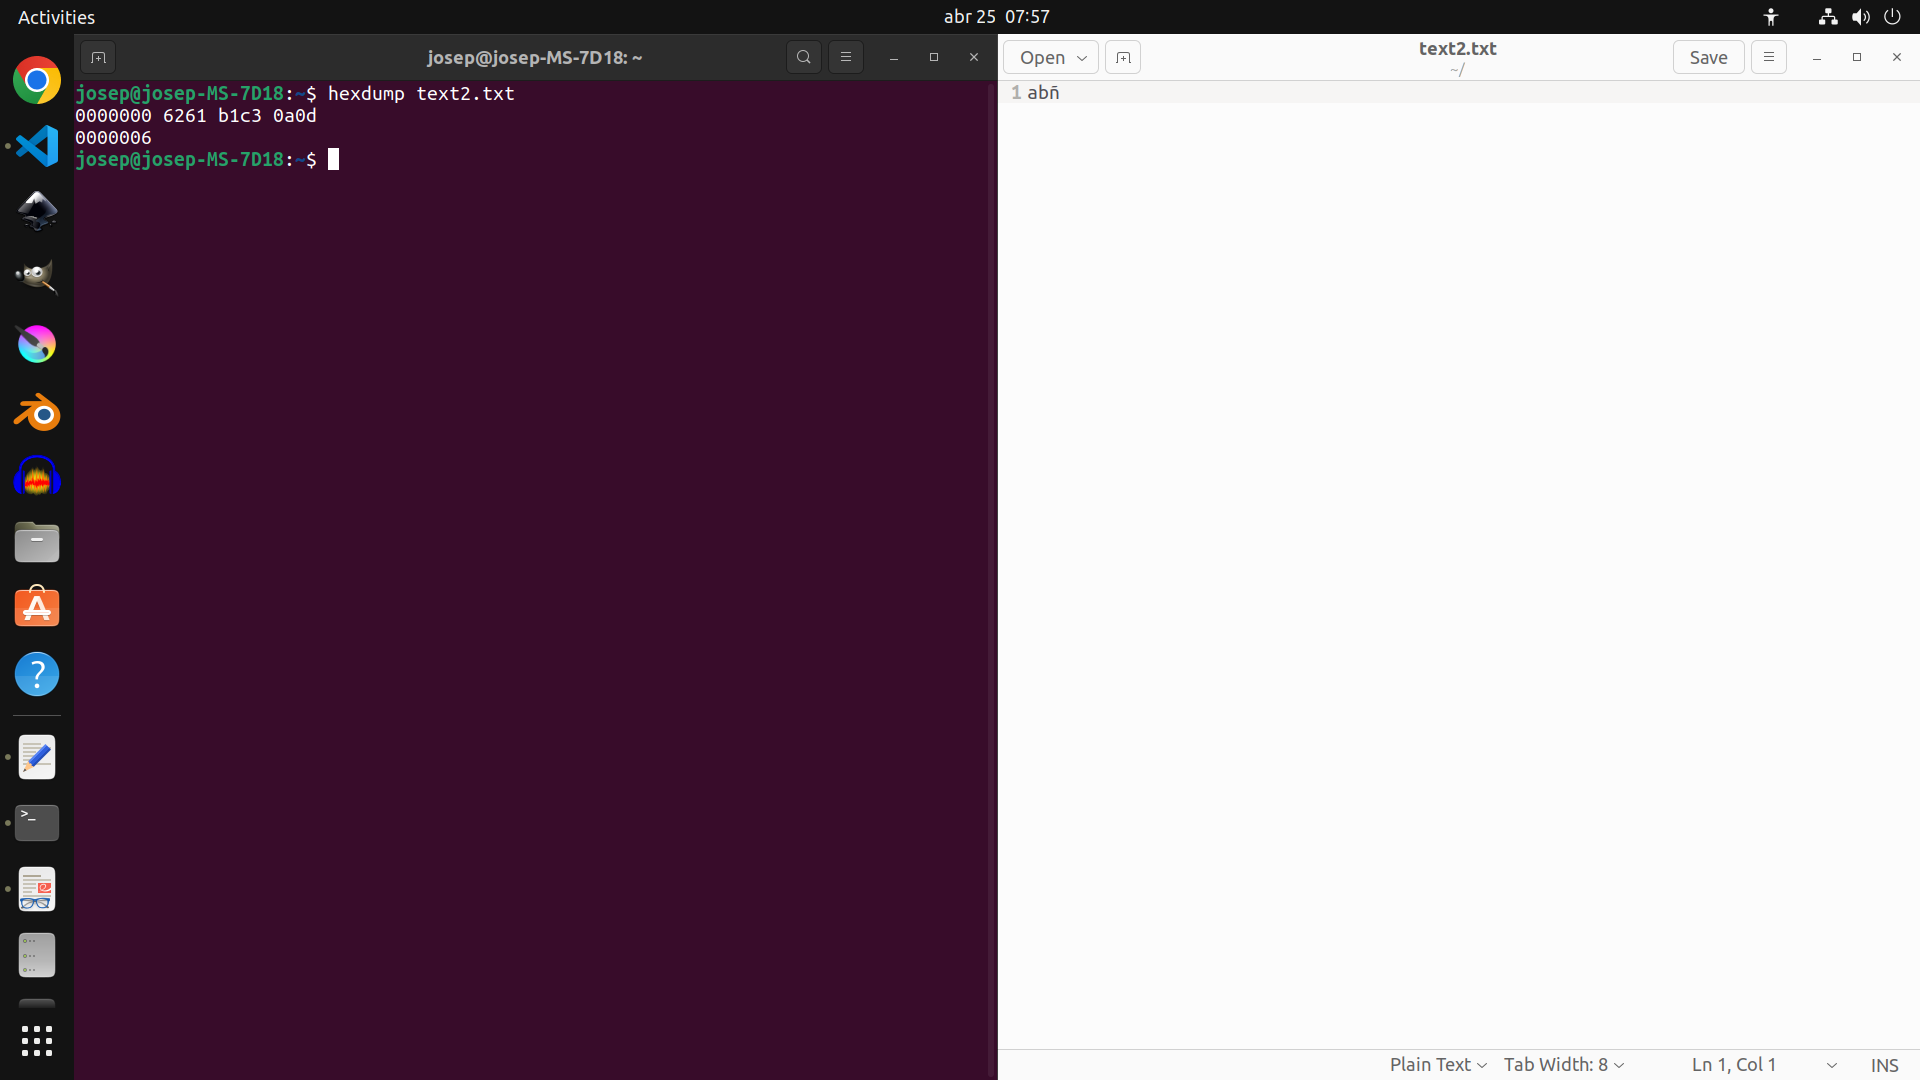 Activities
abr 25 07:57
josep@josep-MS-7D18: ~
josep@josep-MS-7D18:~$ hexdump text2.txt
0000000 6261 b1c3 0a0d
0000006
josep@josep-MS-7D18:~$
Open
text2.txt
~/
Save
1 abñ
Plain Text
Tab Width: 8
Ln 1, Col 1
INS